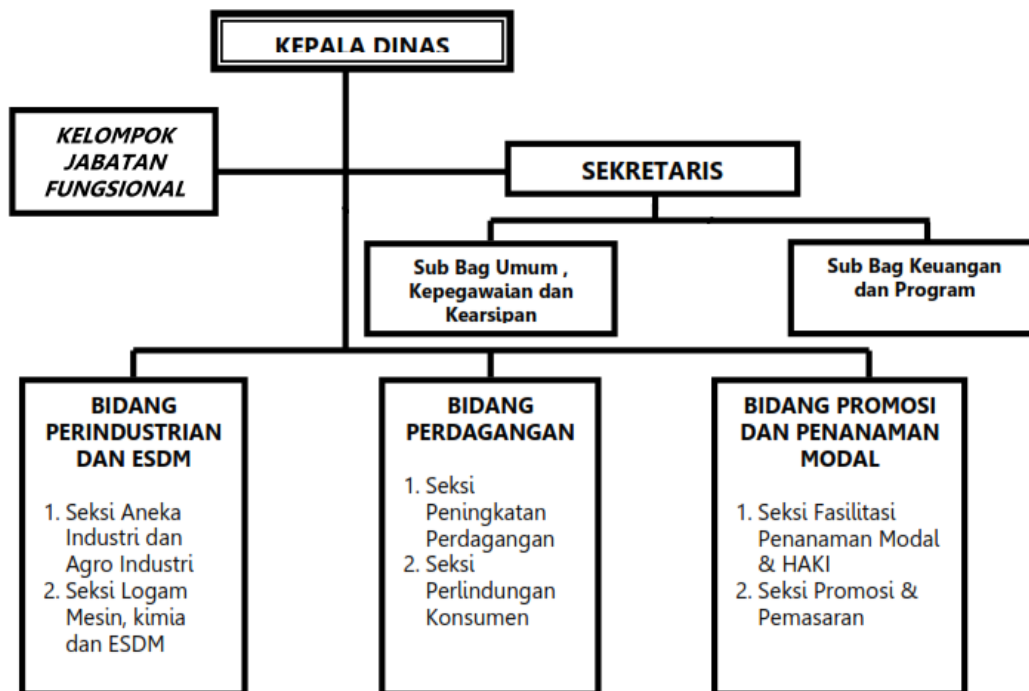 KEPALA DINAS
KELOMPOK
JABATAN
FUNGSIONAL
SEKRETARIS
Sub Bag Umum ,
Kepegawaian dan
Kearsipan
Sub Bag Keuangan
dan Program
BIDANG
PERINDUSTRIAN
DAN ESDM
1. Seksi Aneka
Industri dan
Agro Industri
2. Seksi Logam
Mesin, kimia
dan ESDM
BIDANG
PERDAGANGAN
1. Seksi
Peningkatan
Perdagangan
2. Seksi
Perlindungan
Konsumen
BIDANG PROMOSI
DAN PENANAMAN
MODAL
1. Seksi Fasilitasi
Penanaman Modal
& HAKI
2. Seksi Promosi &
Pemasaran